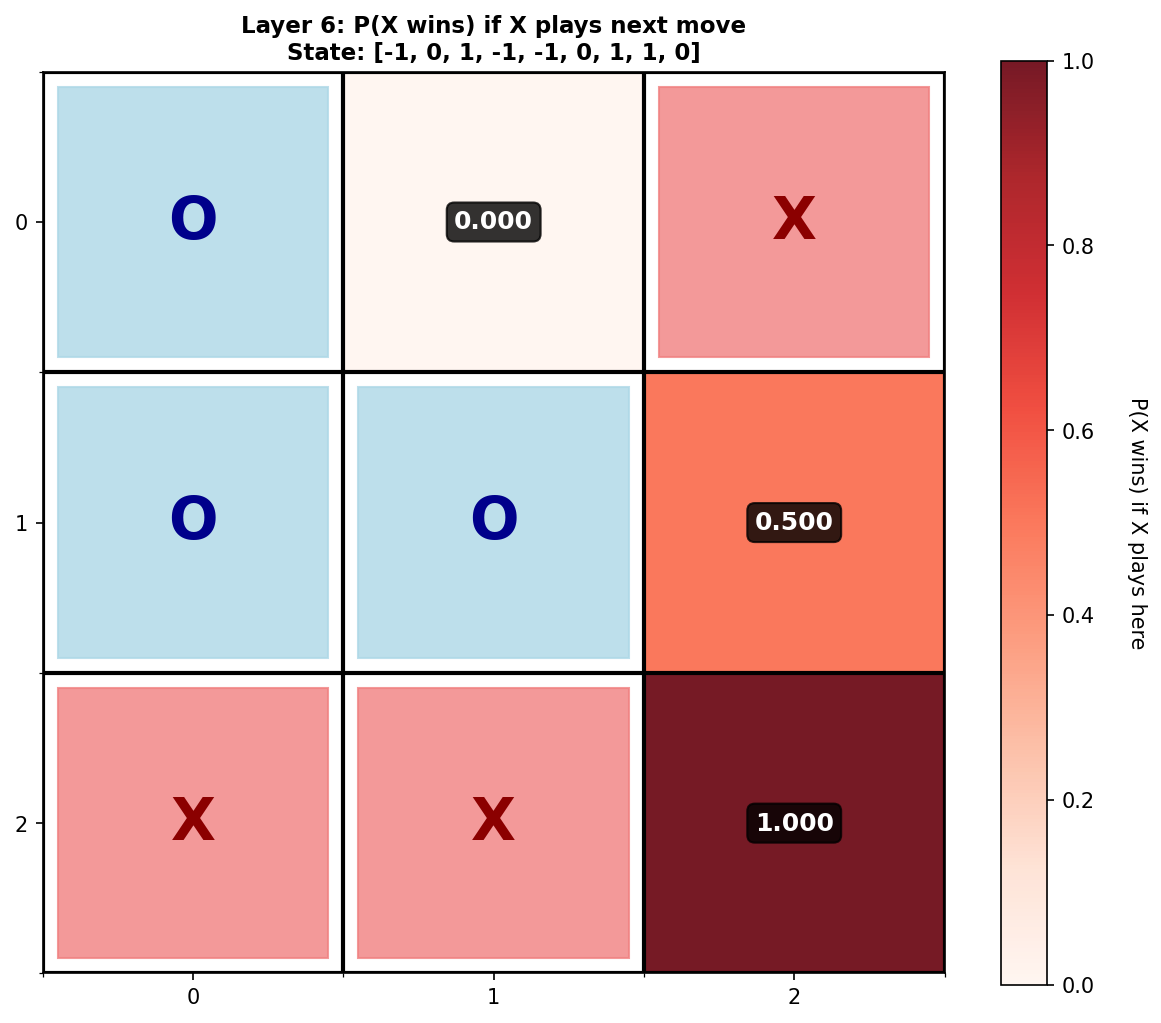 Layer 6: P(X wins) if X plays next move
State: [-1, 0, 1, -1, -1, 0, 1, 1, 0]
0
O
0.000
X
1
O
O
0.500
2
X
X
1.000
0
1
2
1.0
0.8
0.6
0.4
0.2
0.0
P(X wins) if X plays here